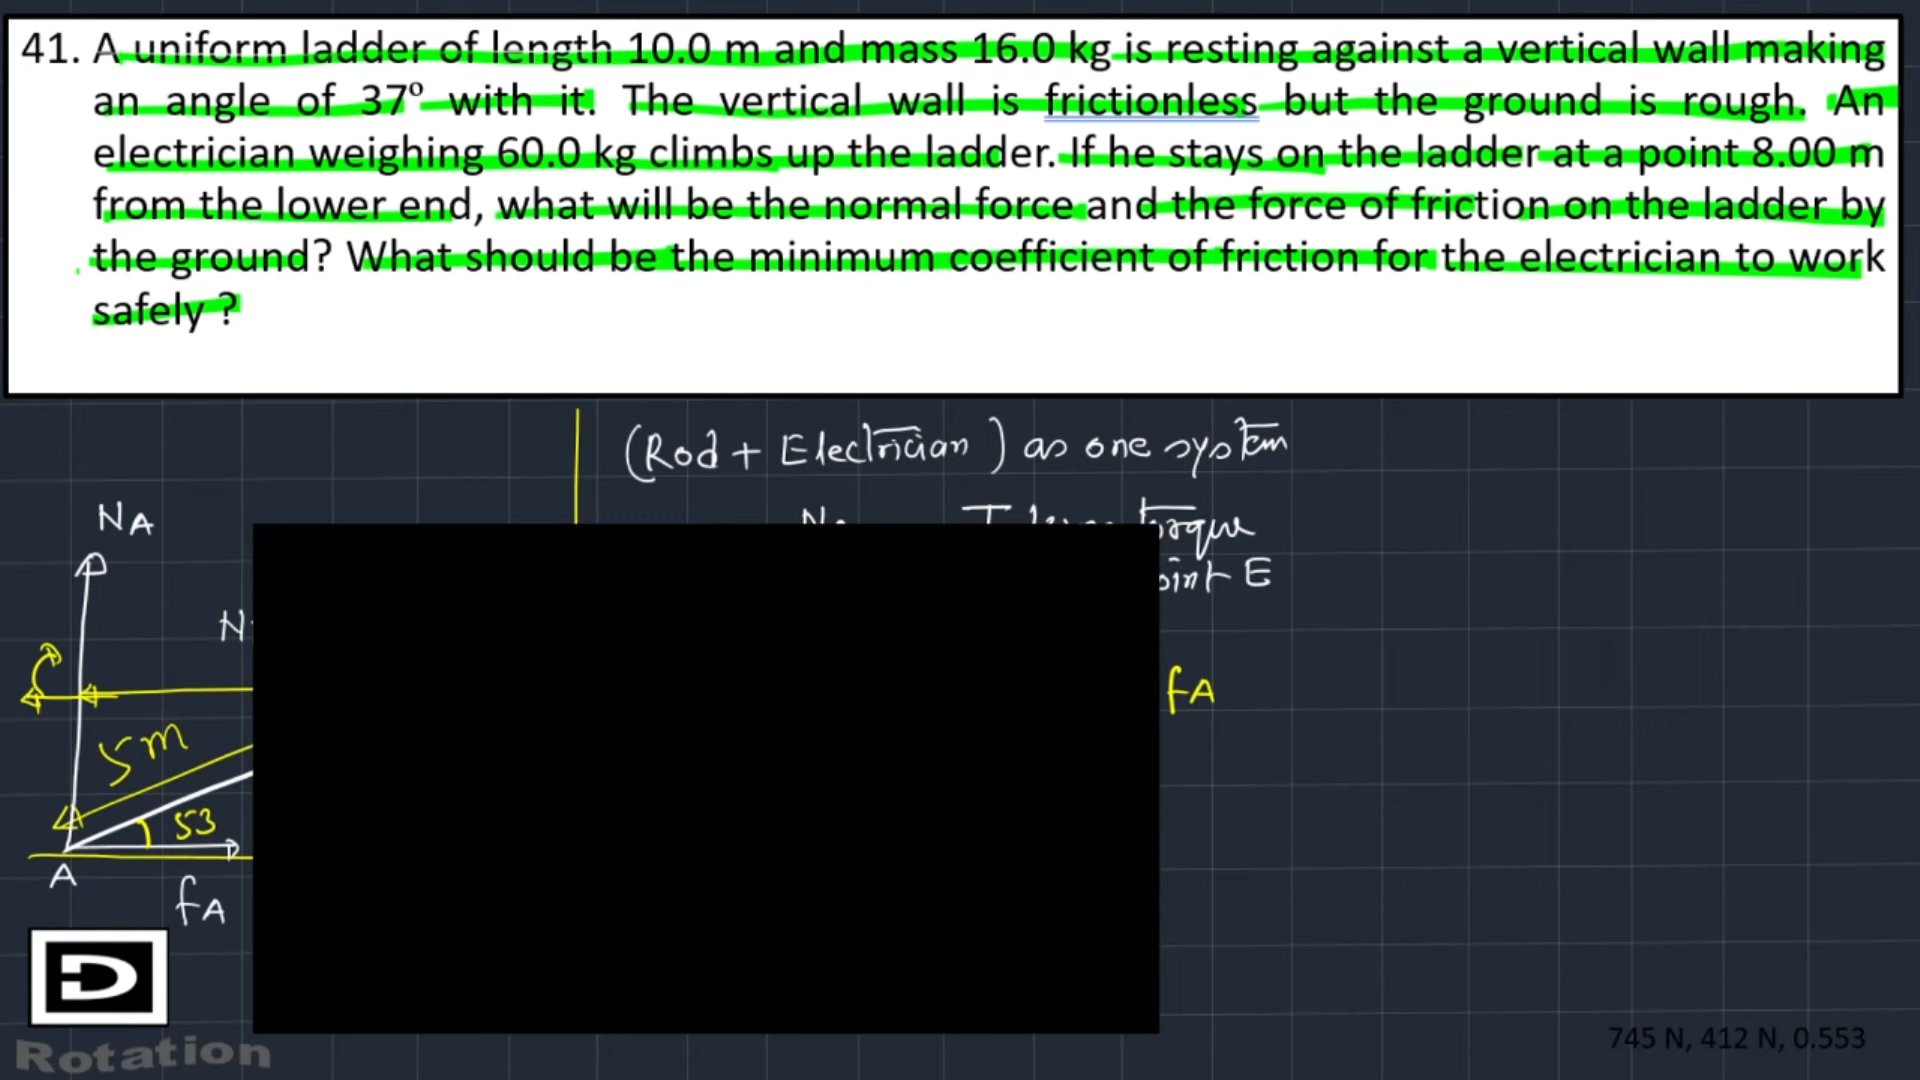 41. A uniform ladder of length 10.0 m and mass 16.0 kg is resting against a vertical wall making
an angle of 37° with it. The vertical wall is frictionless but the ground is rough. An
electrician weighing 60.0 kg climbs up the ladder. If he stays on the ladder at a point 8.00 m
from the lower end, what will be the normal force and the force of friction on the ladder by
the ground? What should be the minimum coefficient of friction for the electrician to work
safely ?
(Rod + Electrician) as one system
NA
torque
E
N
fA
5m
53
A
fA
D
Rotation
745 N, 412 N, 0.553